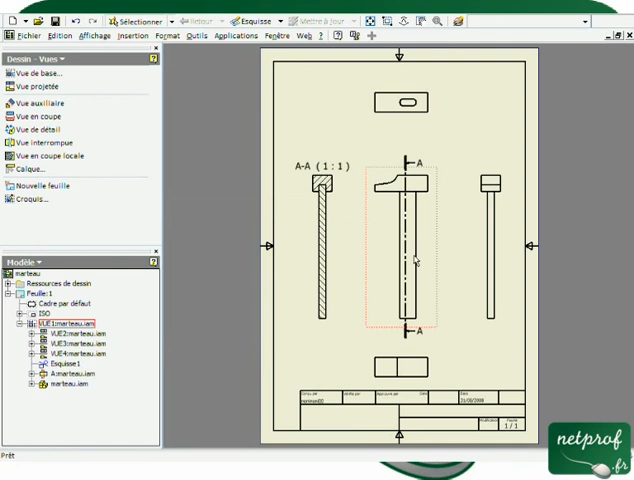 Sélectionner Retour Esquisse Mettre à jour
Fichier Edition Affichage Insertion Format Outils Applications Fenêtre Web ?
Dessin - Vues
Vue de base...
Vue projetée
Vue auxiliaire
Vue en coupe
Vue de détail
Vue interrompue
Vue en coupe locale
Calque...
Nouvelle feuille
Croquis...
Modèle
marteau
Ressources de dessin
Feuille:1
Cadre par défaut
ISO
VUE1:marteau.iam
VUE2:marteau.iam
VUE3:marteau.iam
VUE4:marteau.iam
Esquisse1
A:marteau.iam
marteau.iam
Prêt
A
A-A ( 1 : 1 )
A
Date
Date
Feuille
1 / 1
netprof
.fr